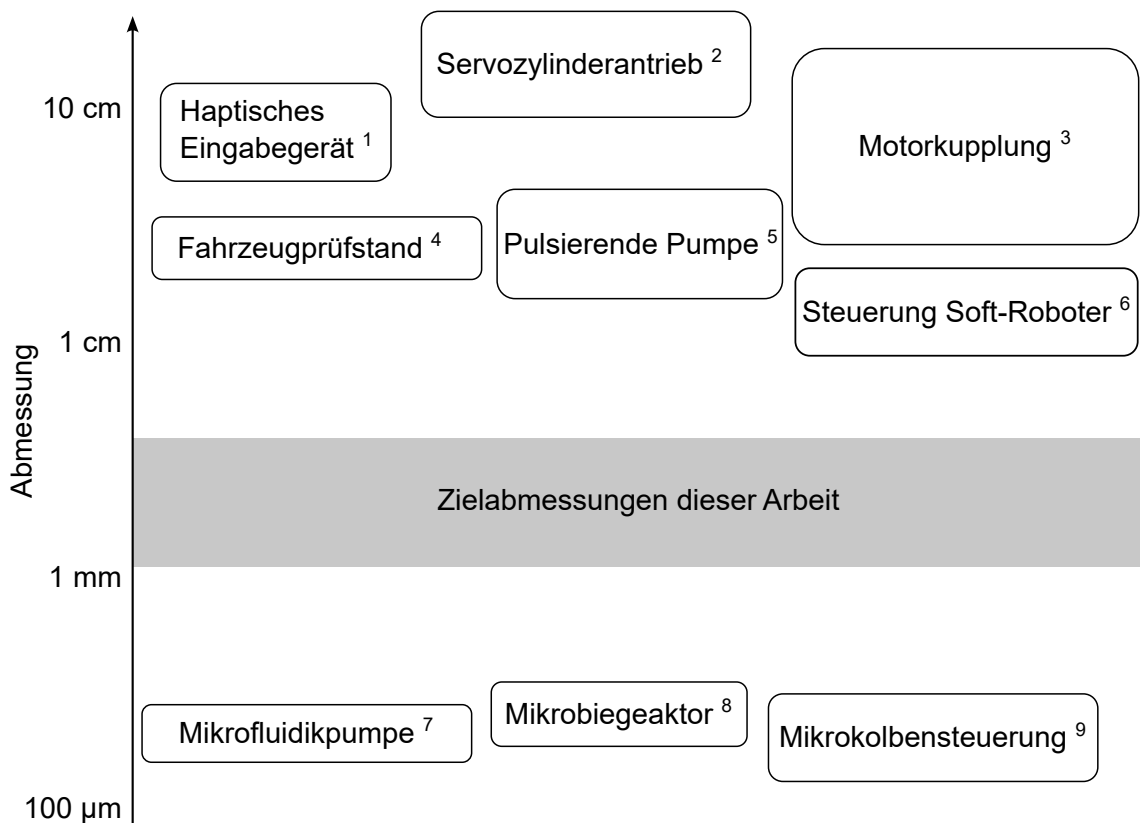 Servozylinderantrieb 2
10 cm
Haptisches
Eingabegerät 1
Motorkupplung 3
Fahrzeugprüfstand 4
Pulsierende Pumpe 5
Steuerung Soft-Roboter 6
1 cm
Abmessung
Zielabmessungen dieser Arbeit
1 mm
Mikrofluidikpumpe 7
Mikrobiegeaktor 8
Mikrokolbensteuerung 9
100 µm